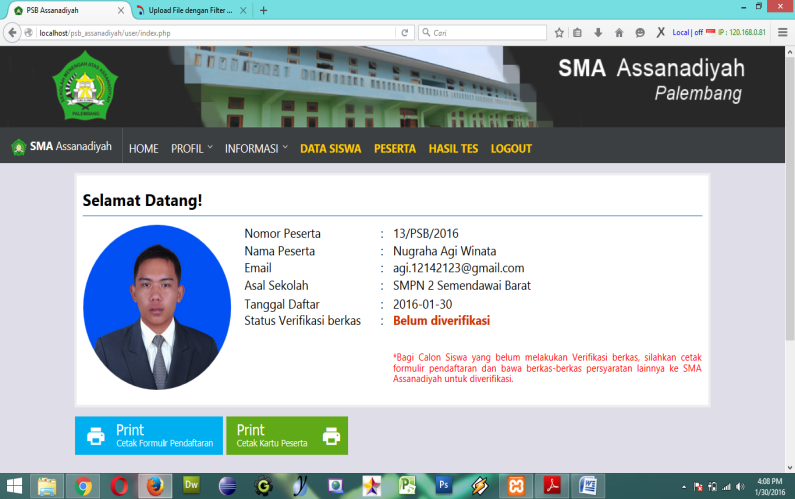 PSB Assanadiyah
Upload File dengan Filter ...
localhost/psb_assanadiyah/user/index.php
Cari
Local | off IP : 120.168.0.81
PALEMBANG
SMA Assanadiyah
Palembang
SMA Assanadiyah HOME PROFIL INFORMASI DATA SISWA PESERTA HASIL TES LOGOUT
Selamat Datang!
Nomor Peserta : 13/PSB/2016
Nama Peserta : Nugraha Agi Winata
Email : agi.12142123@gmail.com
Asal Sekolah : SMPN 2 Semendawai Barat
Tanggal Daftar : 2016-01-30
Status Verifikasi berkas : Belum diverifikasi
*Bagi Calon Siswa yang belum melakukan Verifikasi berkas, silahkan cetak
formulir pendaftaran dan bawa berkas-berkas persyaratan lainnya ke SMA
Assanadiyah untuk diverifikasi.
Print
Cetak Formulir Pendaftaran
Print
Cetak Kartu Peserta
Dw
Ps
4:08 PM
1/30/2016